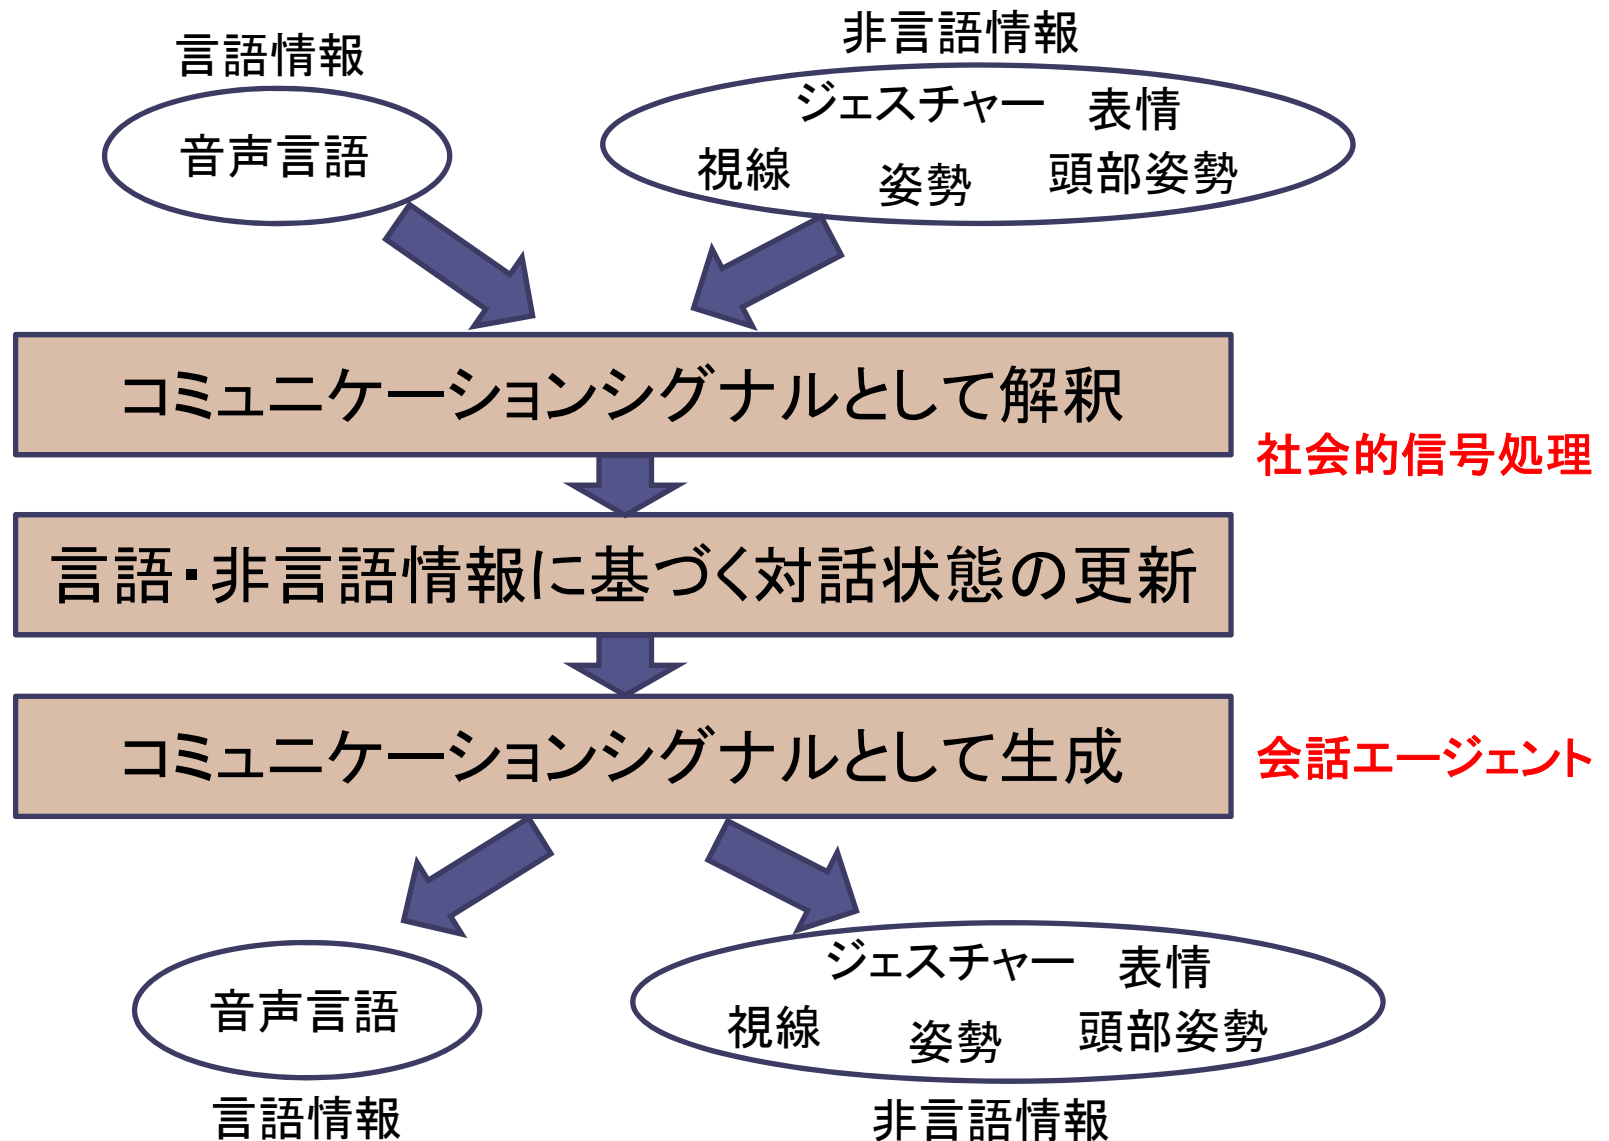 言語情報
非言語情報
音声言語
ジェスチャー
表情
視線
姿勢
頭部姿勢
コミュニケーションシグナルとして解釈
社会的信号処理
言語・非言語情報に基づく対話状態の更新
コミュニケーションシグナルとして生成
会話エージェント
音声言語
ジェスチャー
表情
視線
姿勢
頭部姿勢
言語情報
非言語情報